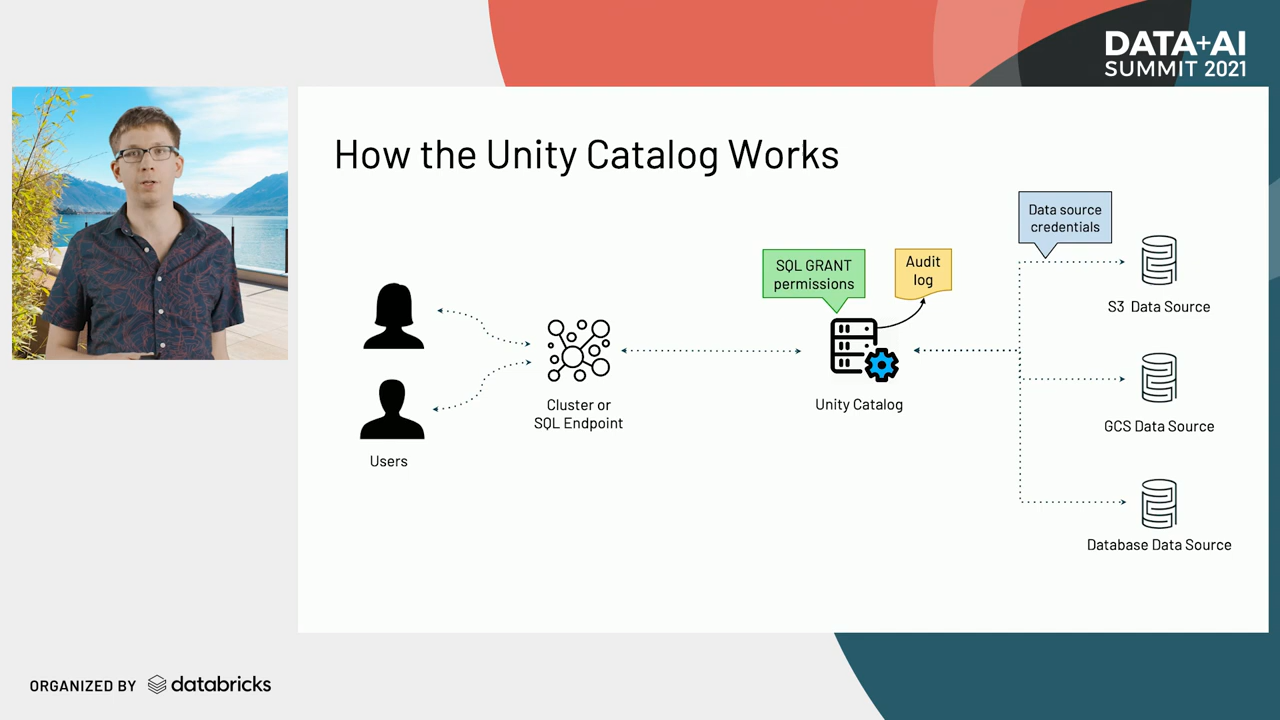 DATA+AI
SUMMIT 2021
How the Unity Catalog Works
Data source
credentials
SQL GRANT
permissions
Audit
log
S3 Data Source
Unity Catalog
Cluster or
SQL Endpoint
GCS Data Source
Users
Database Data Source
ORGANIZED BY databricks